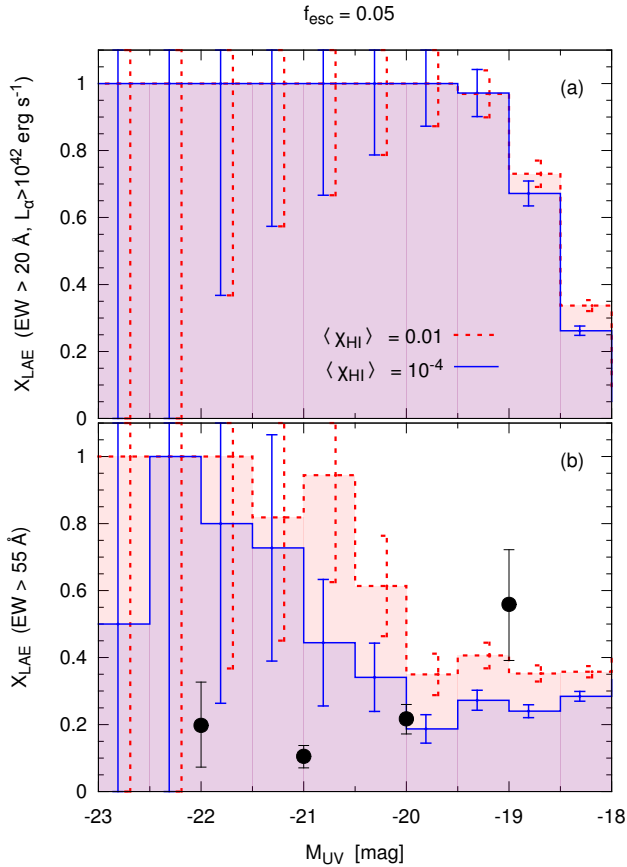 f_esc = 0.05
X_LAE (EW > 20 Å, L_α>10^42 erg s^-1)
1
0.8
0.6
0.4
0.2
0
(a)
⟨ χ_HI ⟩ = 0.01
⟨ χ_HI ⟩ = 10^-4
X_LAE (EW > 55 Å)
1
0.8
0.6
0.4
0.2
0
(b)
-23 -22 -21 -20 -19 -18
M_UV [mag]